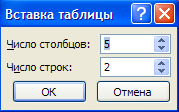 Вставка таблицы
Число столбцов: 5
Число строк: 2
ОК Отмена